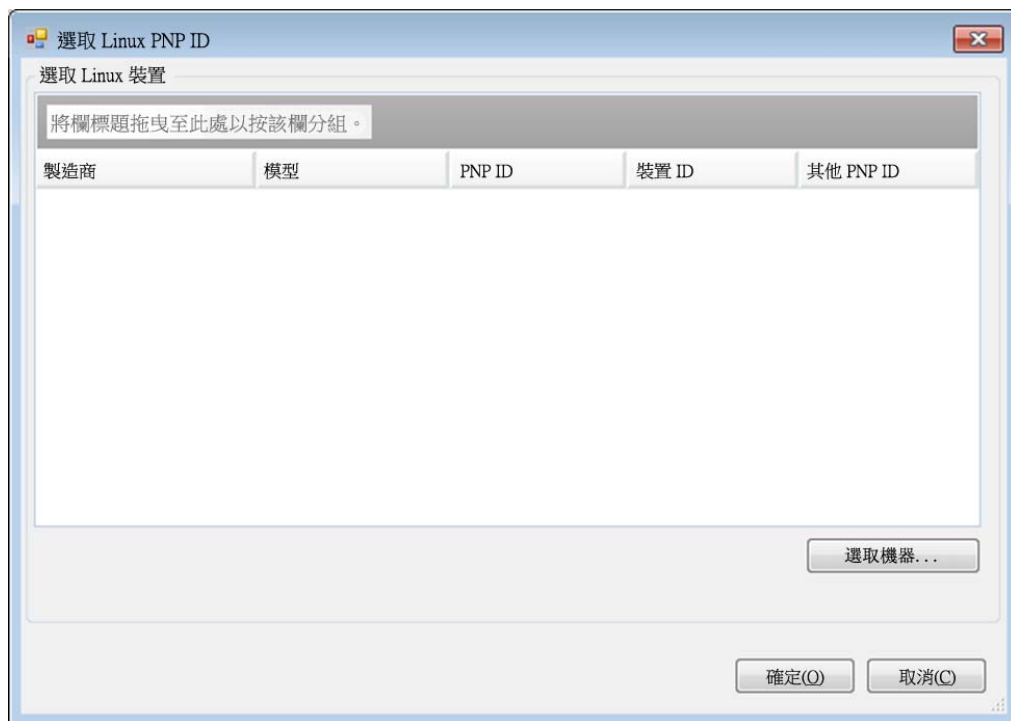 選取 Linux PNP ID
選取 Linux 裝置
將欄標題拖曳至此處以按該欄分組。
製造商 模型 PNP ID 裝置 ID 其他 PNP ID
選取機器...
確定(O) 取消(C)